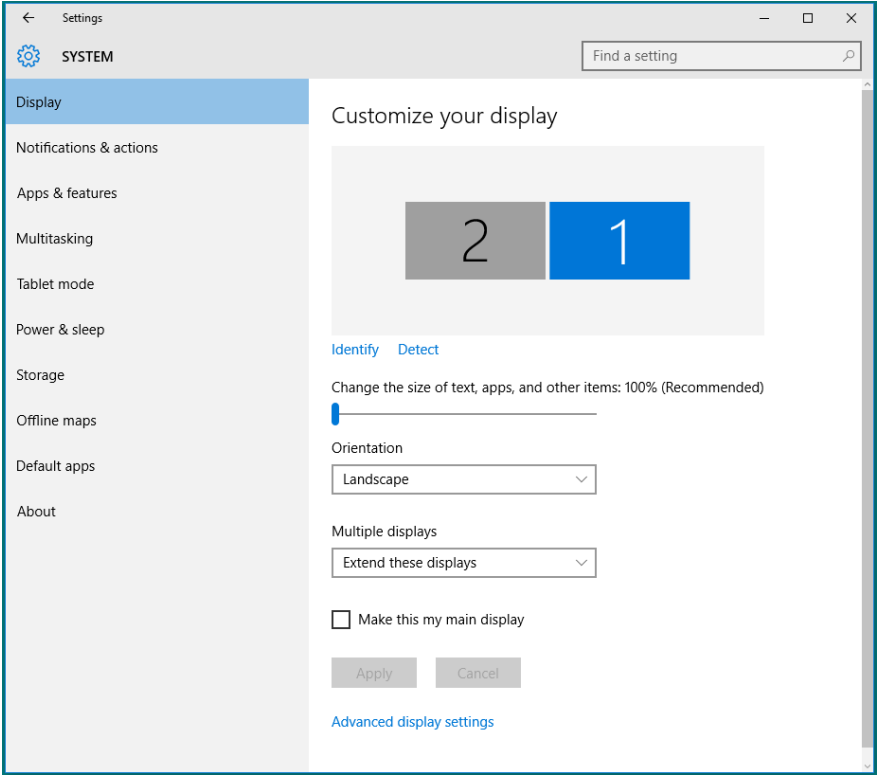 Settings
SYSTEM
Find a setting
Display
Notifications & actions
Apps & features
Multitasking
Tablet mode
Power & sleep
Storage
Offline maps
Default apps
About
Customize your display
2 1
Identify Detect
Change the size of text, apps, and other items: 100% (Recommended)
Orientation
Landscape
Multiple displays
Extend these displays
Make this my main display
Apply Cancel
Advanced display settings